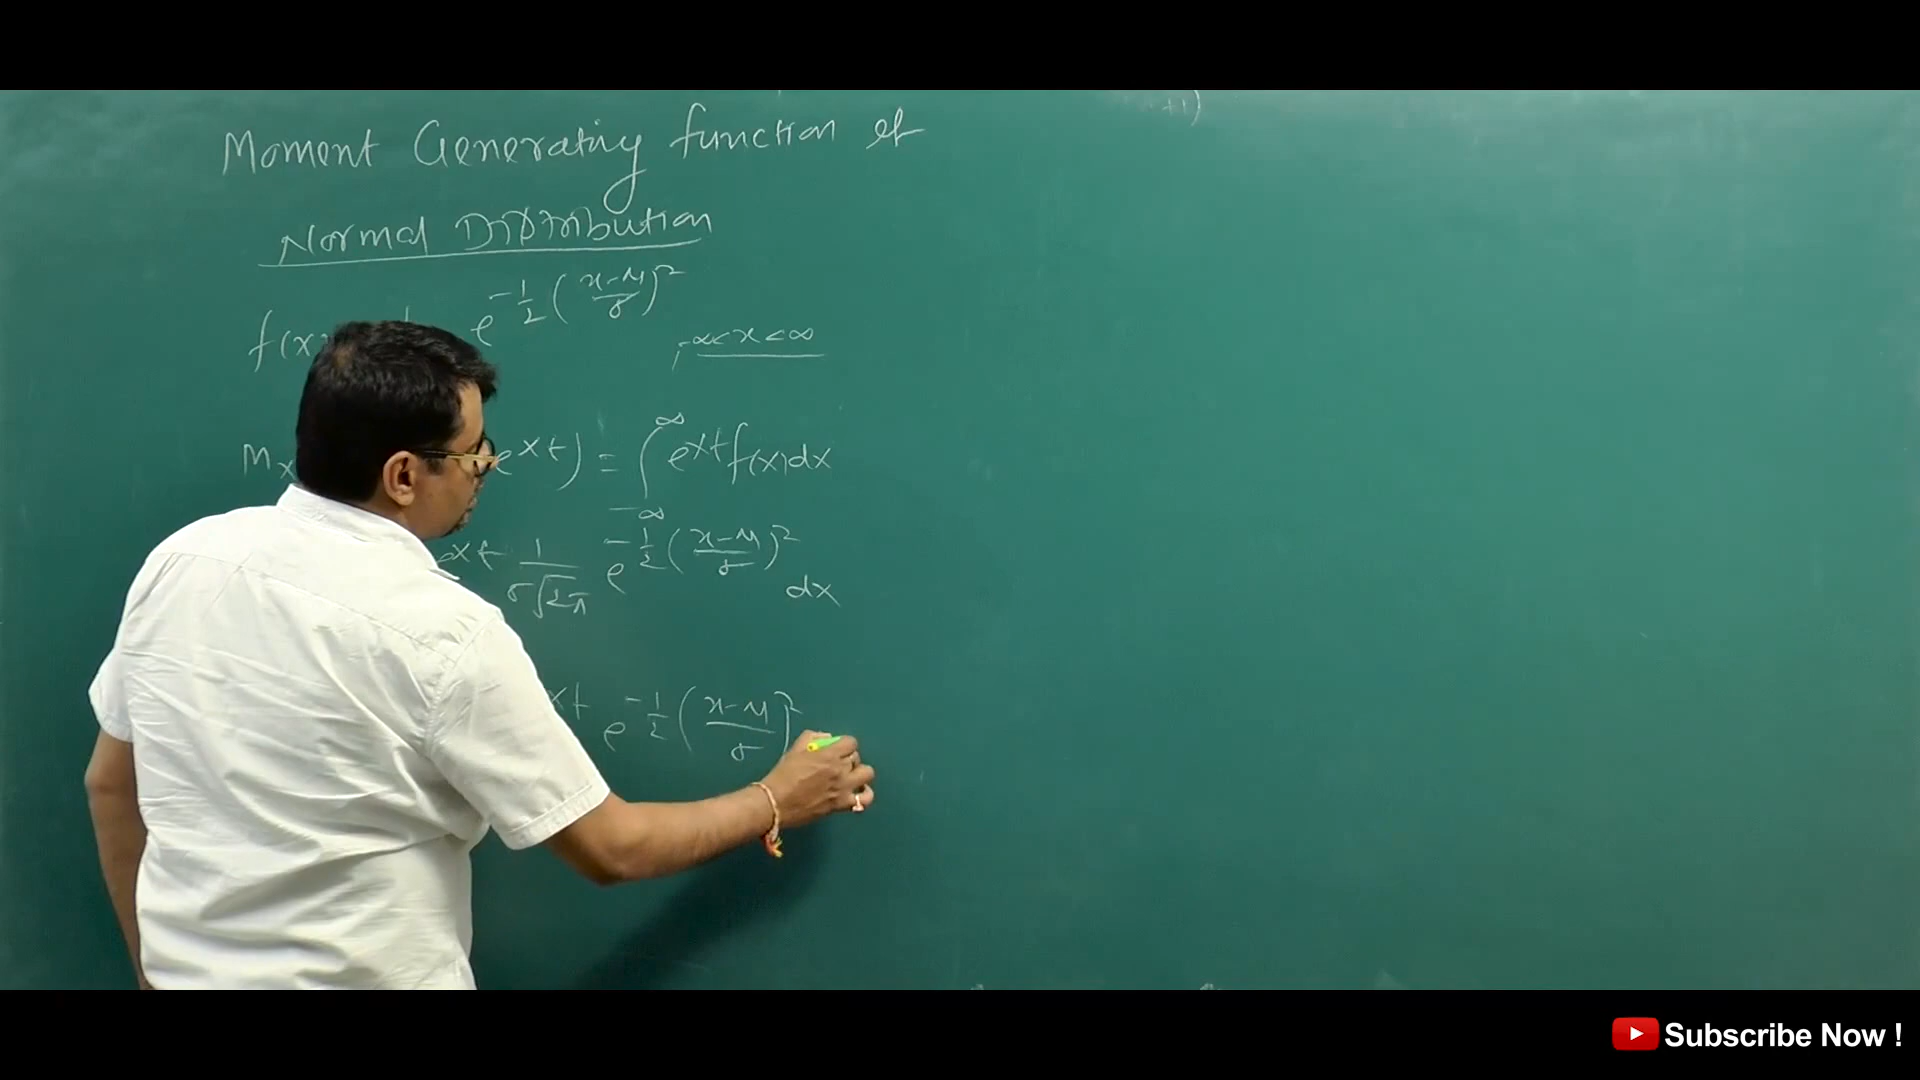 Moment Generating function of
Normal Distribution
f(x) e^{-1/2 ((x-μ)/σ)^2} , -∞<x<∞
M_x e^{xt}) = ∫_{-∞}^{∞} e^{xt} f(x) dx
e^{xt} 1/(σ√2π) e^{-1/2 ((x-μ)/σ)^2} dx
xt e^{-1/2 ((x-μ)/σ)^2}
Subscribe Now !